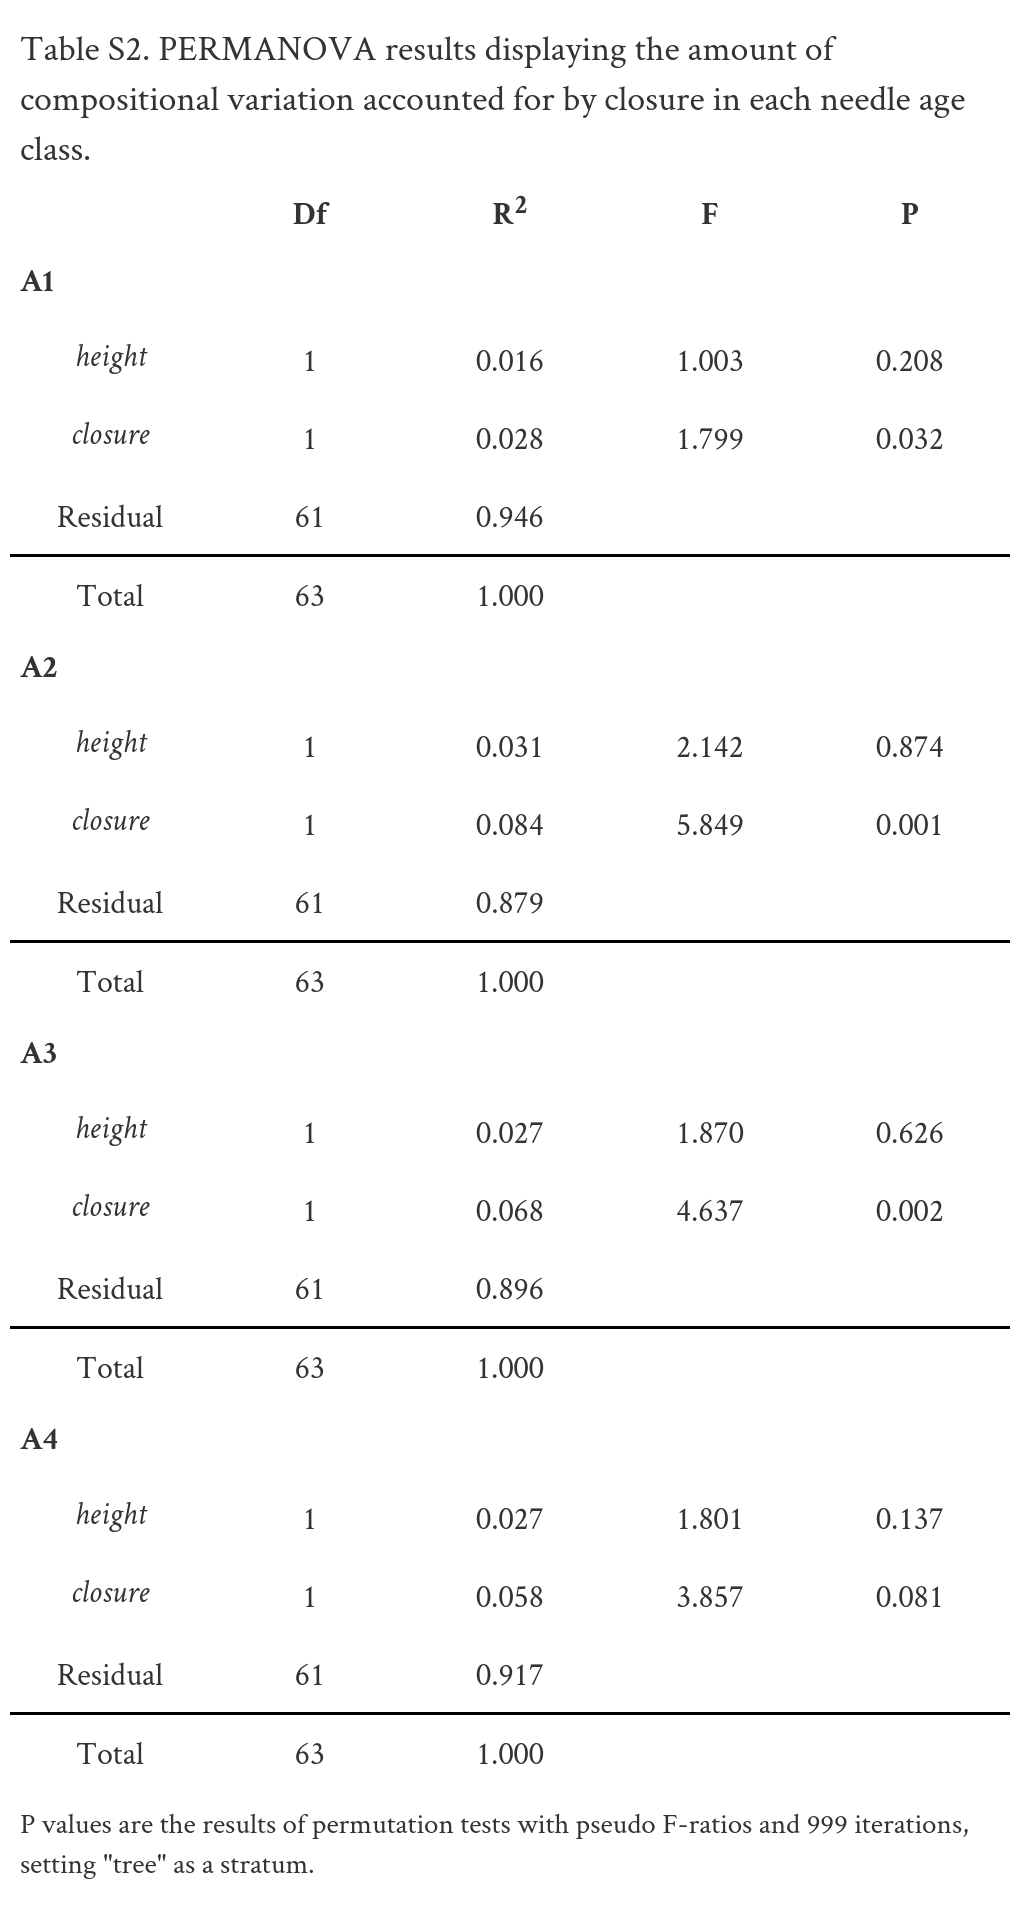 Table S2. PERMANOVA results displaying the amount of
compositional variation accounted for by closure in each needle age
class.
Df R² F P
A1
height 1 0.016 1.003 0.208
closure 1 0.028 1.799 0.032
Residual 61 0.946
Total 63 1.000
A2
height 1 0.031 2.142 0.874
closure 1 0.084 5.849 0.001
Residual 61 0.879
Total 63 1.000
A3
height 1 0.027 1.870 0.626
closure 1 0.068 4.637 0.002
Residual 61 0.896
Total 63 1.000
A4
height 1 0.027 1.801 0.137
closure 1 0.058 3.857 0.081
Residual 61 0.917
Total 63 1.000
P values are the results of permutation tests with pseudo F-ratios and 999 iterations,
setting "tree" as a stratum.